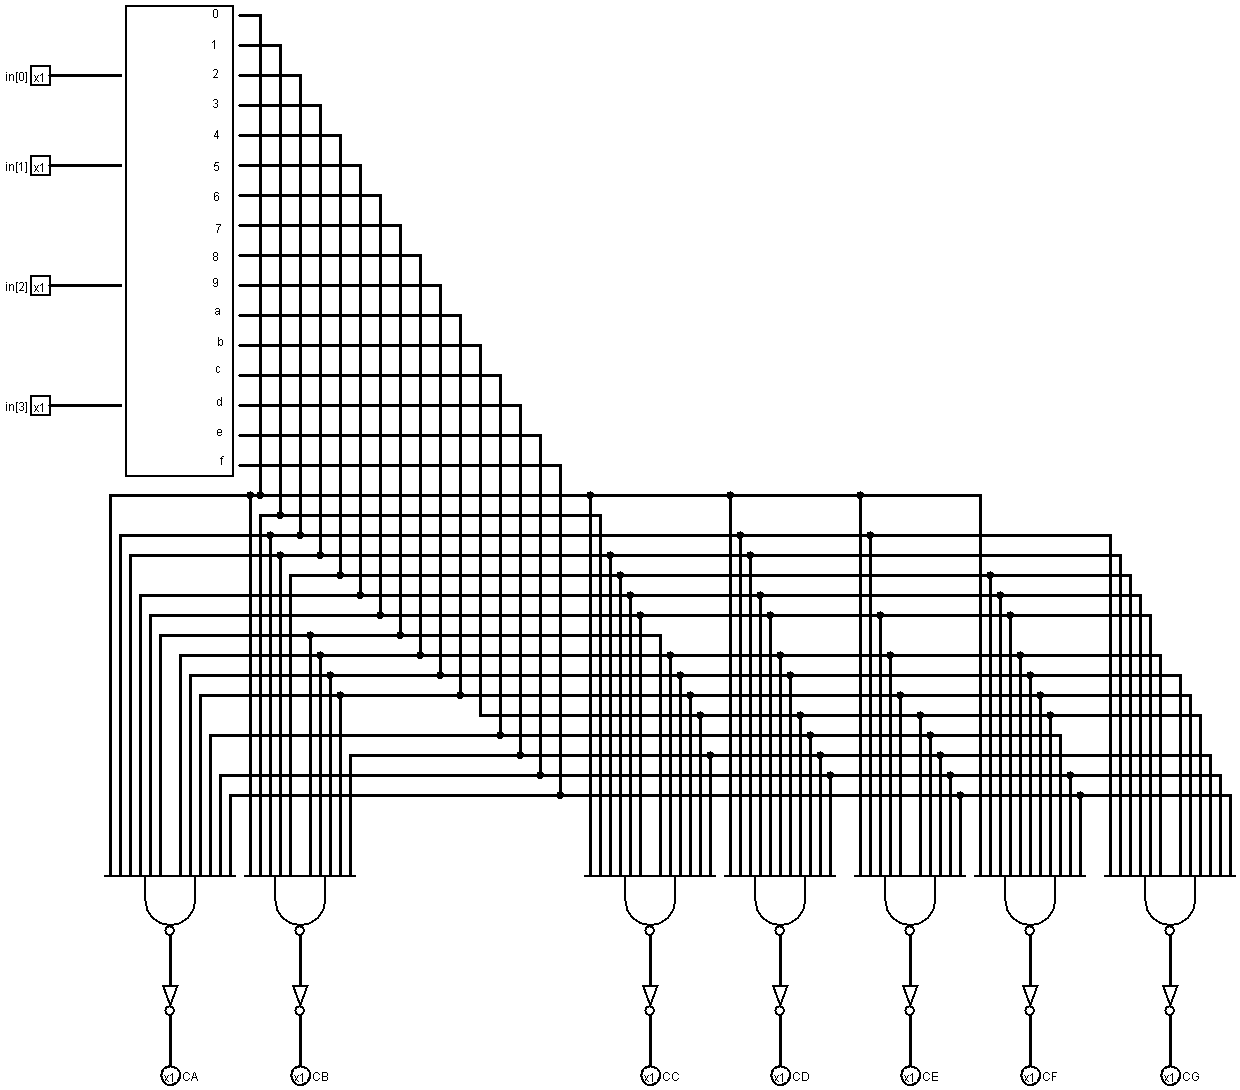 0
1
in[0] x1 2
3
4
in[1] x1 5
6
7
8
in[2] x1 9
a
b
c
in[3] x1 d
e
f
x1 CA x1 CB x1 CC x1 CD x1 CE x1 CF x1 CG